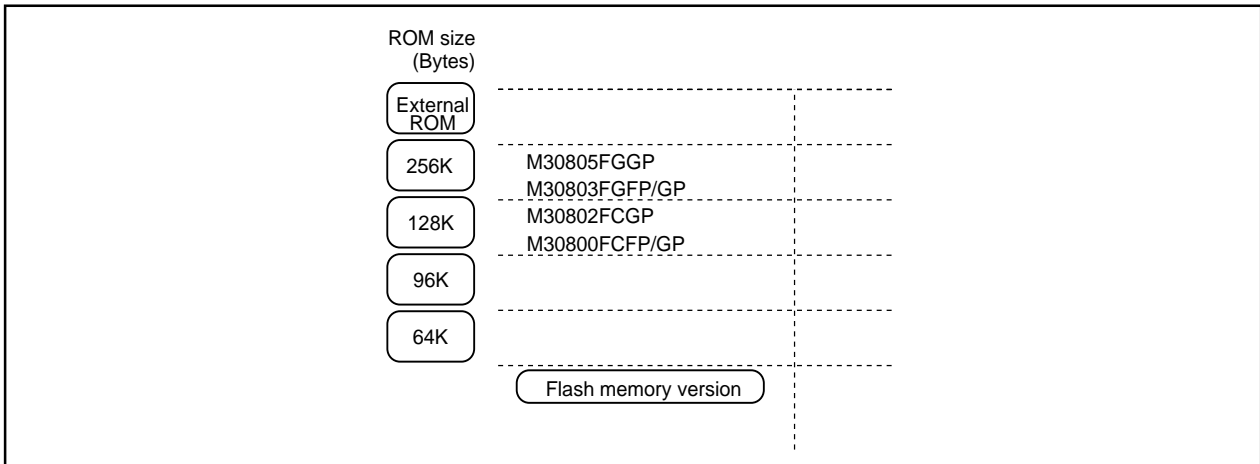 ROM size
(Bytes)
External
ROM
256K
M30805FGGP
M30803FGFP/GP
128K
M30802FCGP
M30800FCFP/GP
96K
64K
Flash memory version